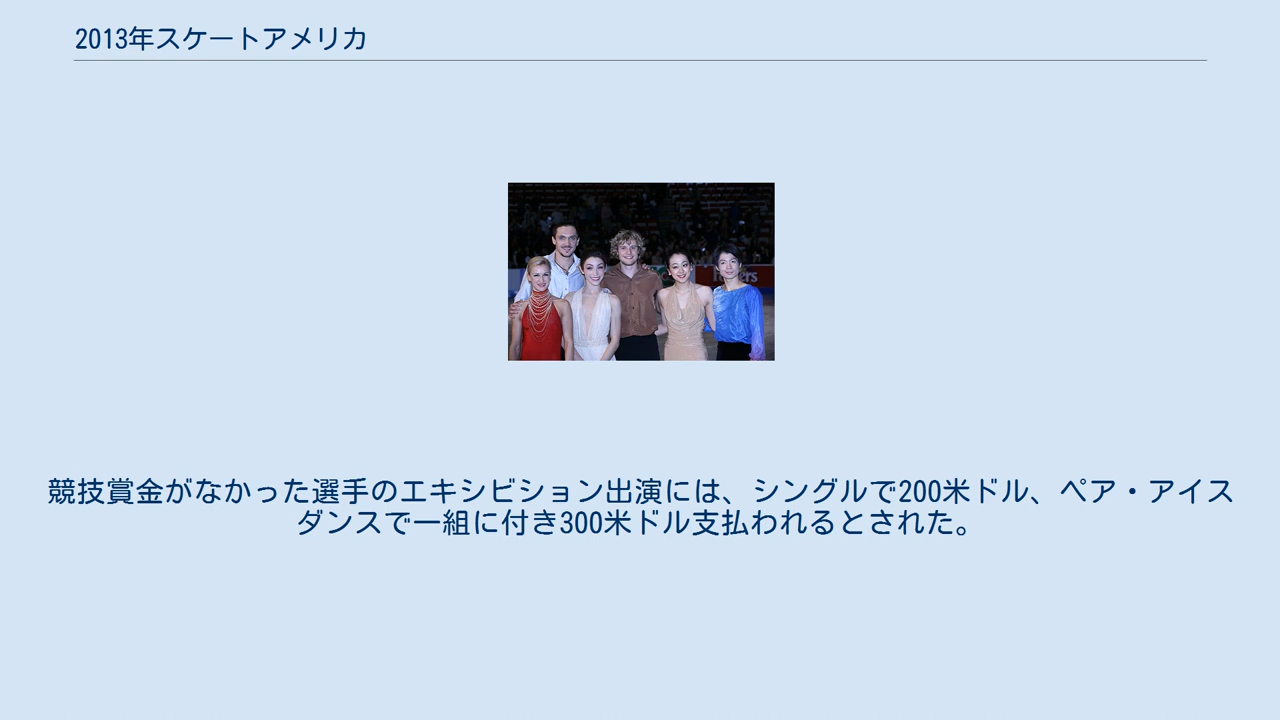 2013年スケートアメリカ
競技賞金がなかった選手のエキシビション出演には、シングルで200米ドル、ペア・アイス
ダンスで一組に付き300米ドル支払われるとされた。